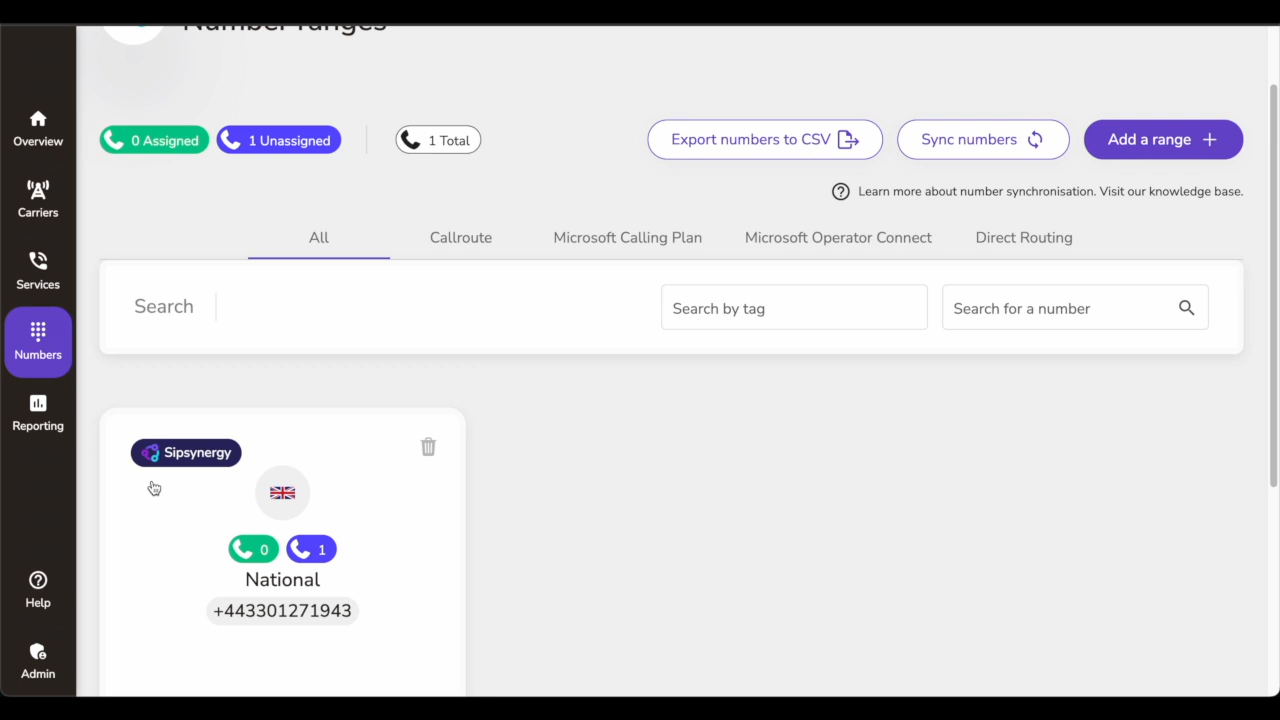 Number ranges
Overview
Carriers
Services
Numbers
Reporting
Help
Admin
0 Assigned
1 Unassigned
1 Total
Export numbers to CSV
Sync numbers
Add a range +
Learn more about number synchronisation. Visit our knowledge base.
All
Callroute
Microsoft Calling Plan
Microsoft Operator Connect
Direct Routing
Search
Search by tag
Search for a number
Sipsynergy
0
1
National
+443301271943